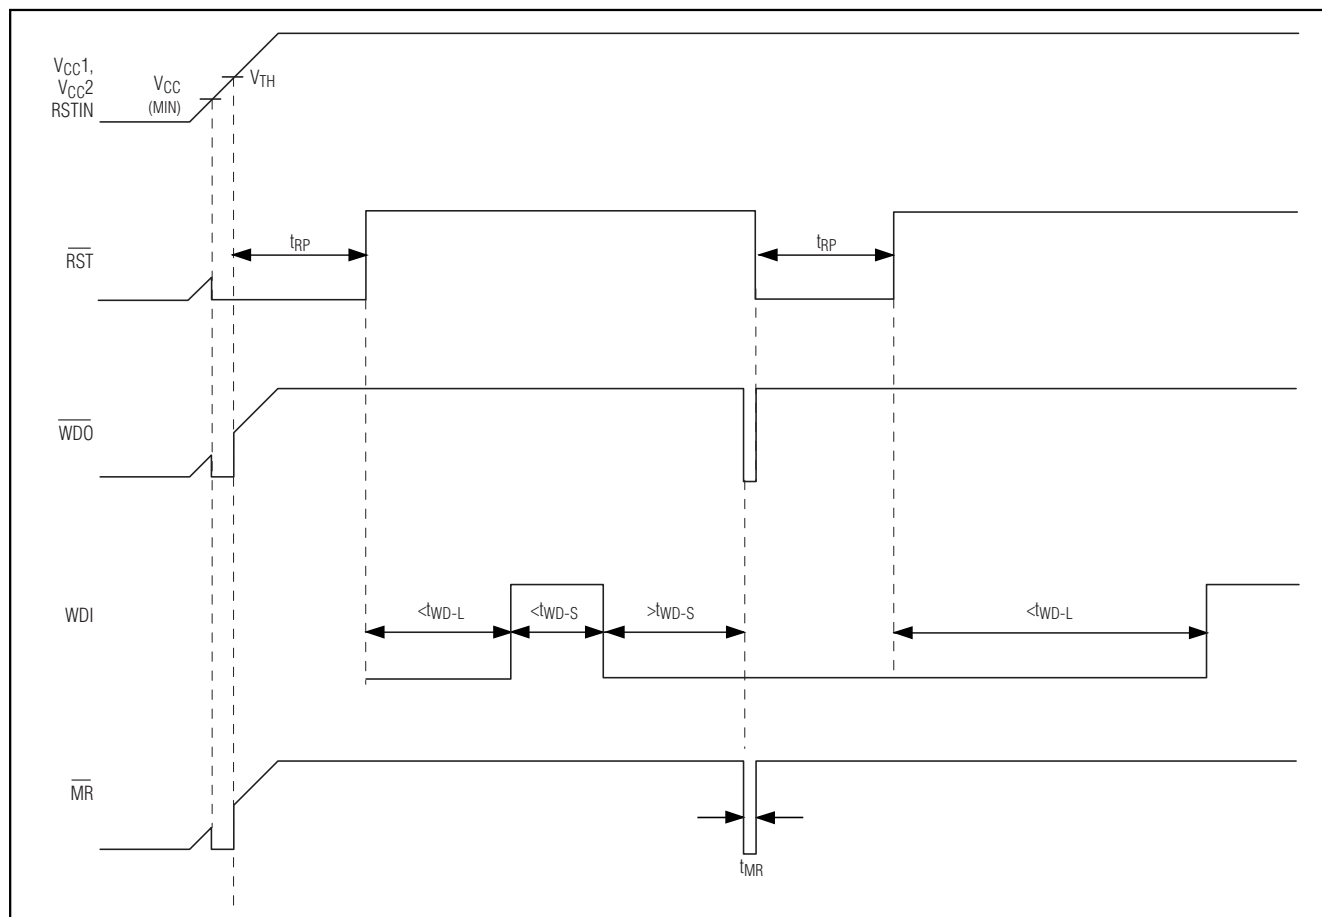 VCC1,
VCC2
RSTIN
VCC
(MIN)
VTH
RST
tRP
tRP
WDO
WDI
<tWD-L
<tWD-S
>tWD-S
<tWD-L
MR
tMR